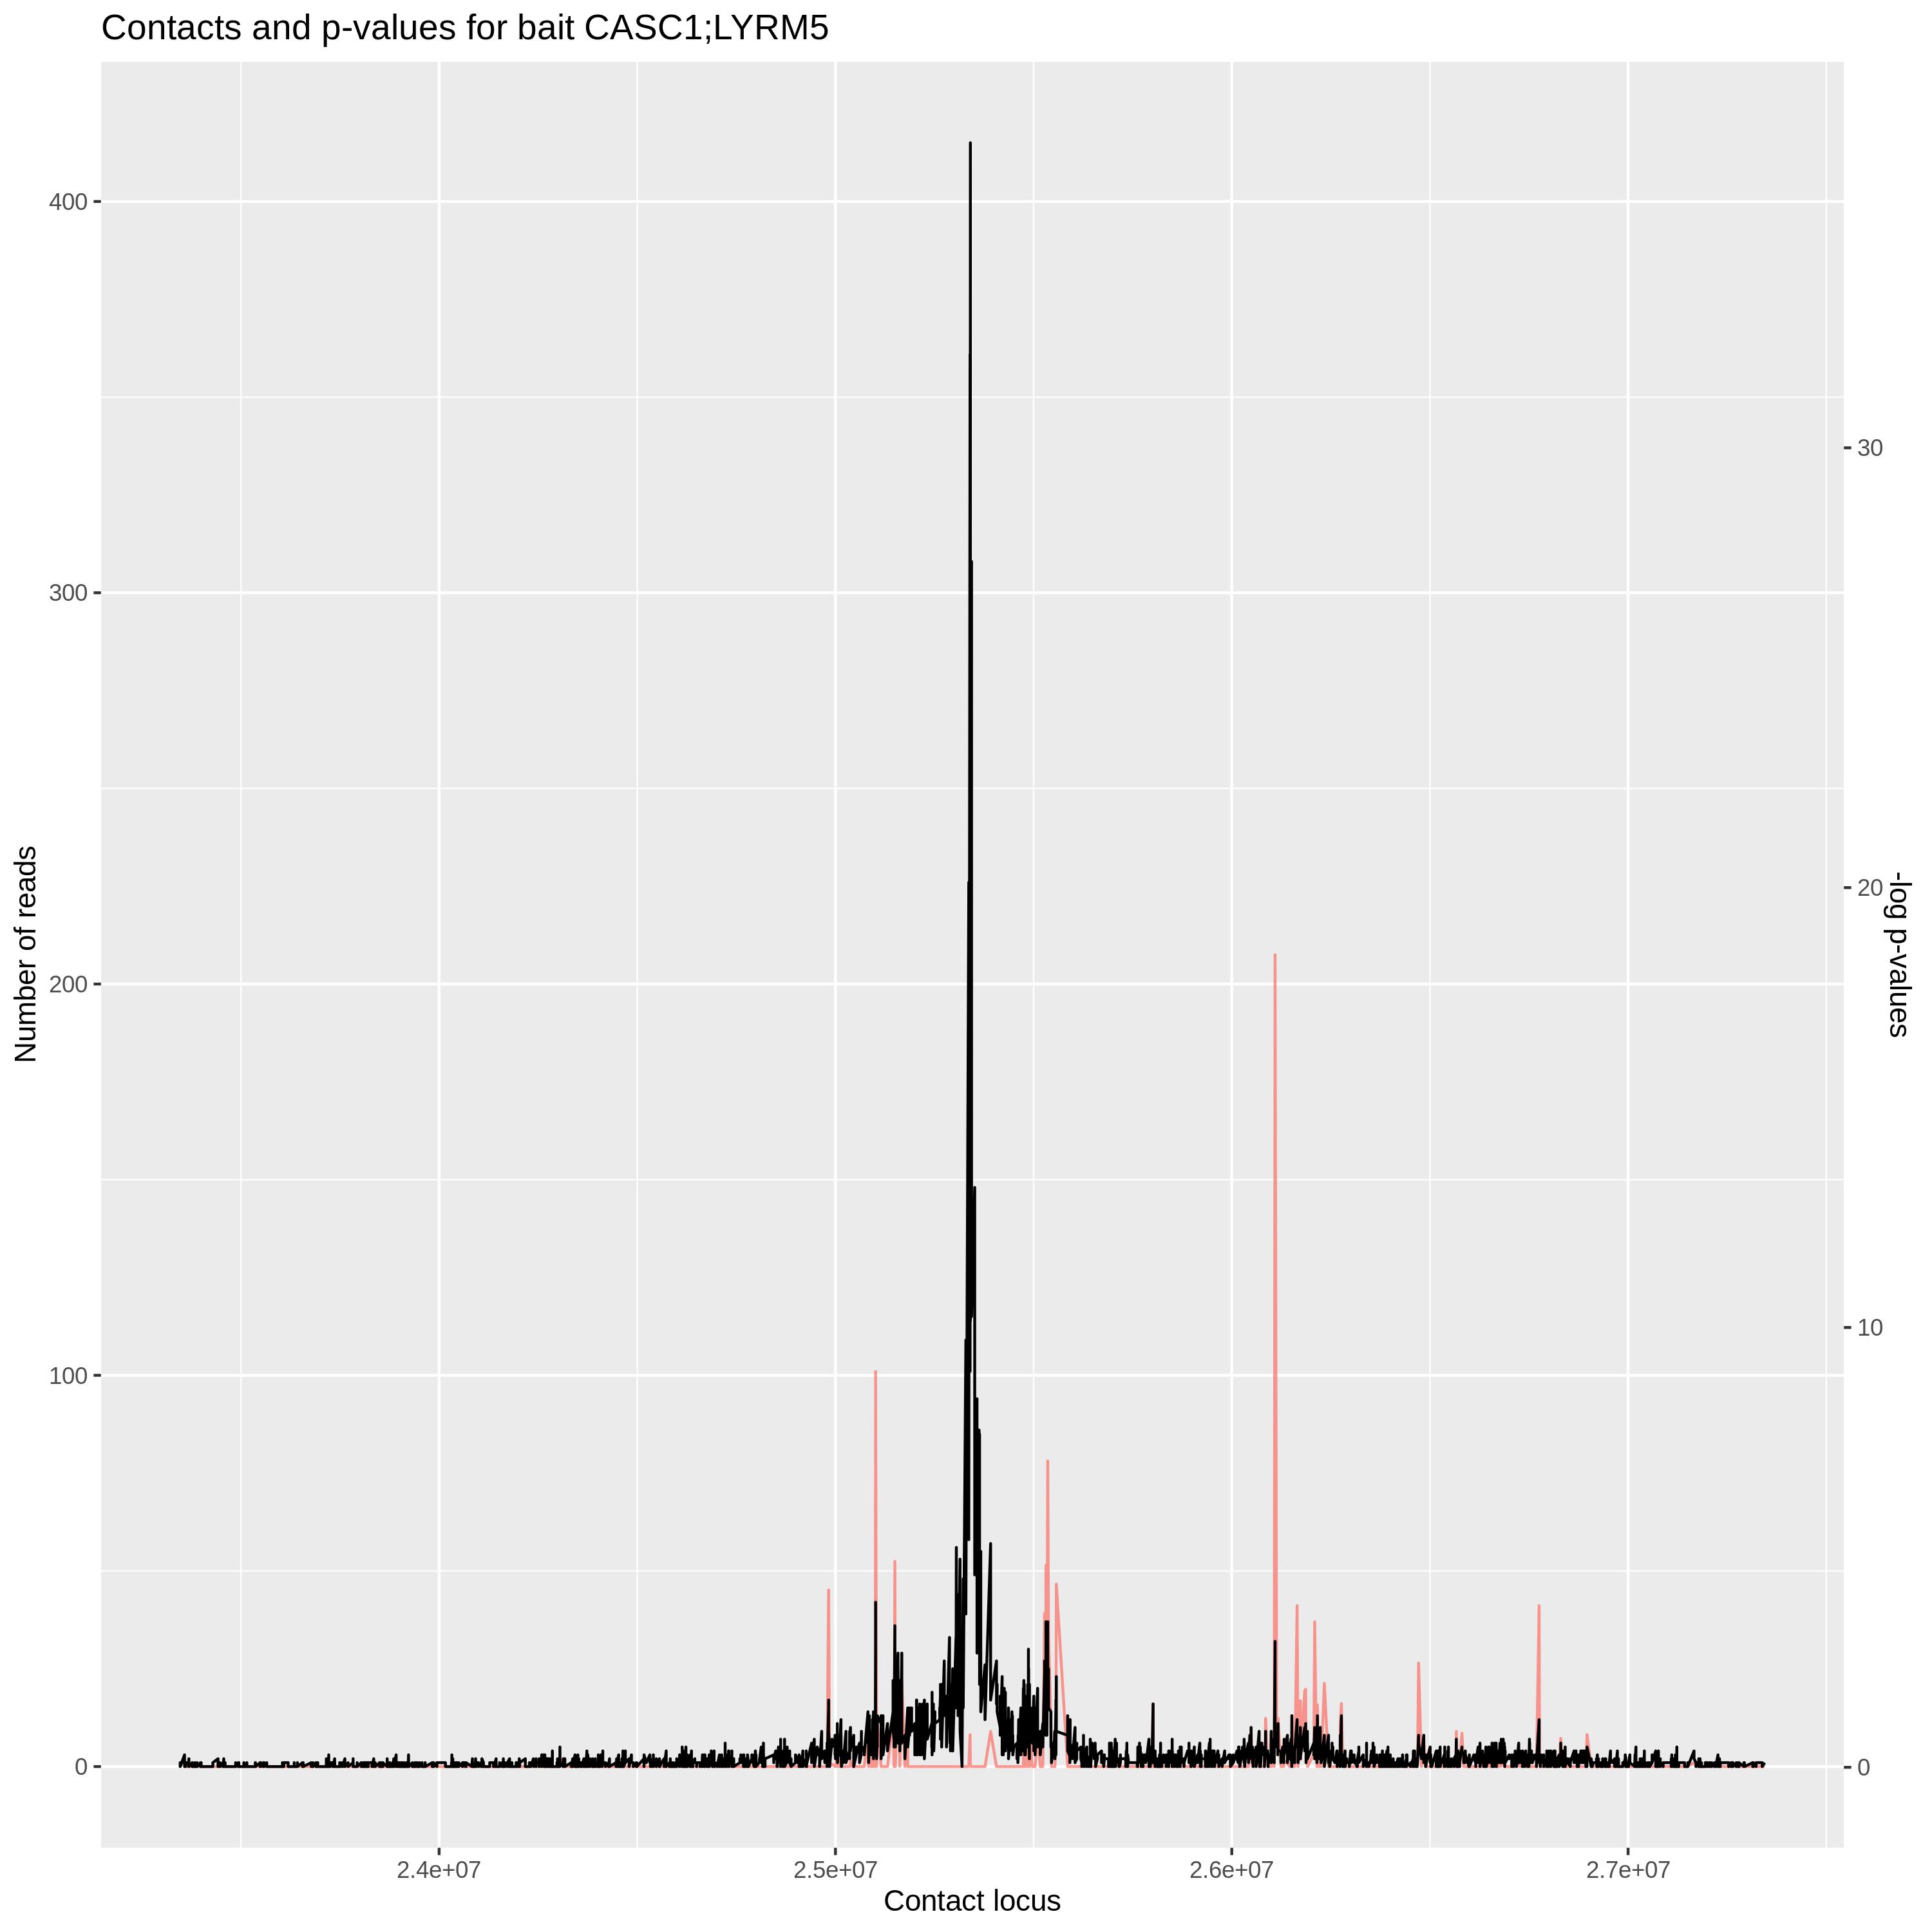 Contacts and p-values for bait CASC1;LYRM5
400
300
200
100
0
Number of reads
30
20
10
0
-log p-values
2.4e+07
2.5e+07
2.6e+07
2.7e+07
Contact locus